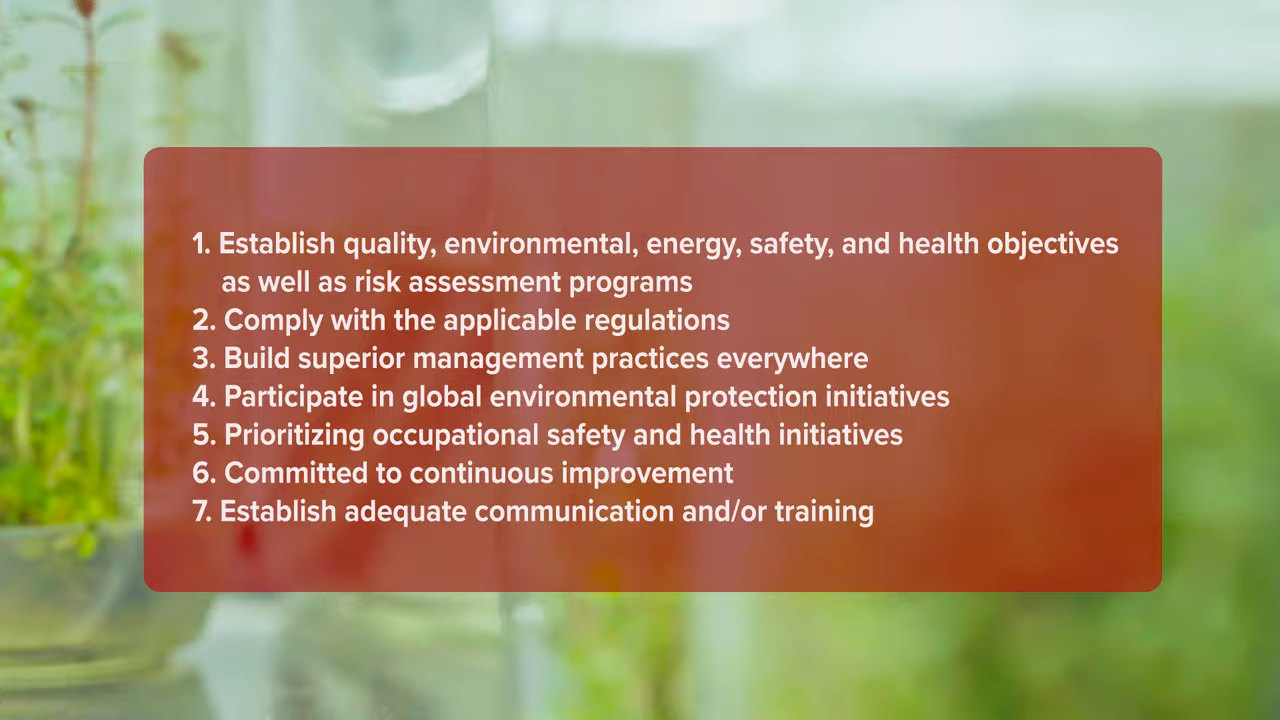 1. Establish quality, environmental, energy, safety, and health objectives
as well as risk assessment programs
2. Comply with the applicable regulations
3. Build superior management practices everywhere
4. Participate in global environmental protection initiatives
5. Prioritizing occupational safety and health initiatives
6. Committed to continuous improvement
7. Establish adequate communication and/or training